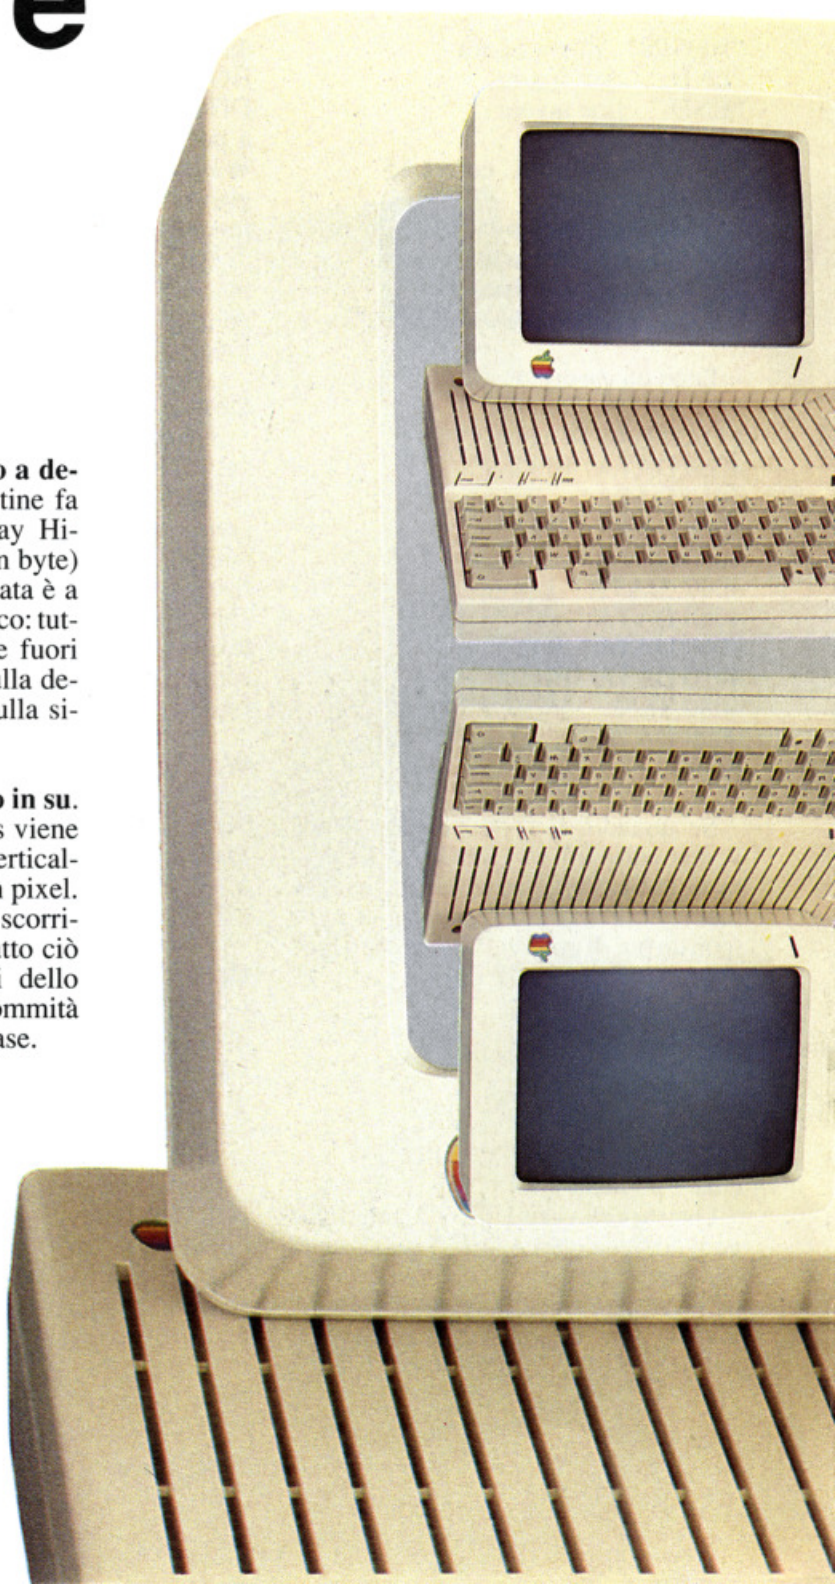 e
o a de-
tine fa
ay Hi-
n byte)
ata è a
co: tut-
e fuori
lla de-
ulla si-
o in su.
s viene
ertical-
n pixel.
scorri-
tto ciò
i dello
ommità
ase.